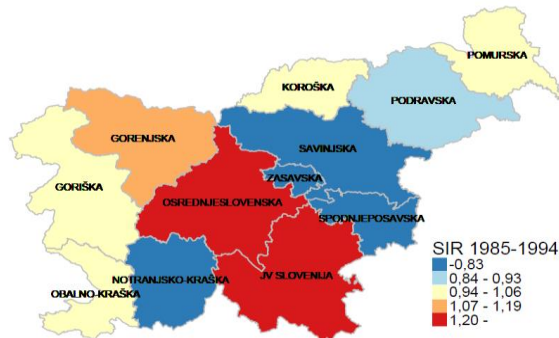 POMURSKA
KOROŠKA
PODRAVSKA
GORENJSKA
SAVINJSKA
ZASAVSKA
GORIŠKA
OSREDNJESLOVENSKA
SPODNJEPOSAVSKA
NOTRANJSKO-KRAŠKA
JV SLOVENIJA
OBALNO-KRAŠKA
SIR 1985-1994
-0,83
0,84 - 0,93
0,94 - 1,06
1,07 - 1,19
1,20 -